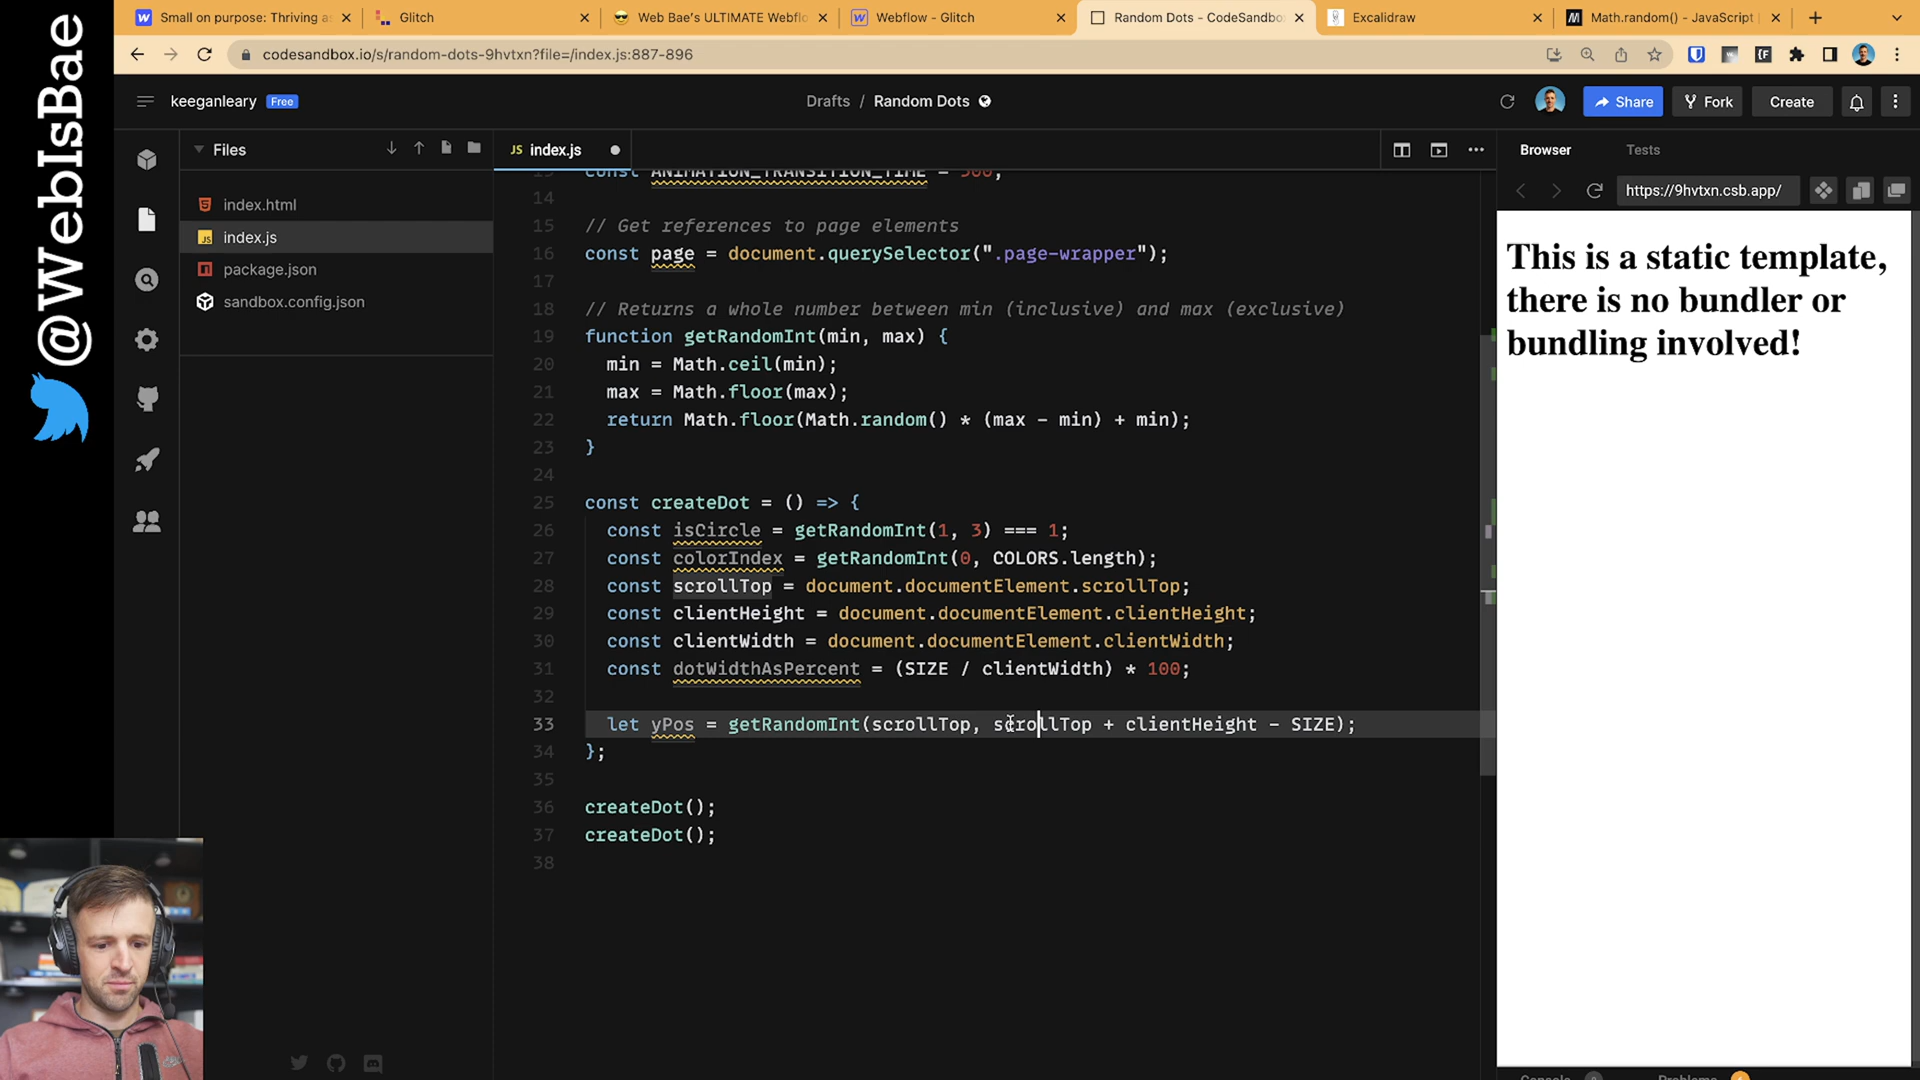 Small on purpose: Thriving as
Glitch
Web Bae's ULTIMATE Webflo
Webflow - Glitch
Random Dots - CodeSandbo
Excalidraw
Math.random() - JavaScript
codesandbox.io/s/random-dots-9hvtxn?file=/index.js:887-896
@WebIsBae
keeganleary Free
Drafts / Random Dots
Share
Fork
Create
Files
index.html
index.js
package.json
sandbox.config.json
JS index.js
13 const ANIMATION_TRANSITION_TIME = 500;
14
15 // Get references to page elements
16 const page = document.querySelector(".page-wrapper");
17
18 // Returns a whole number between min (inclusive) and max (exclusive)
19 function getRandomInt(min, max) {
20 min = Math.ceil(min);
21 max = Math.floor(max);
22 return Math.floor(Math.random() * (max - min) + min);
23 }
24
25 const createDot = () => {
26 const isCircle = getRandomInt(1, 3) === 1;
27 const colorIndex = getRandomInt(0, COLORS.length);
28 const scrollTop = document.documentElement.scrollTop;
29 const clientHeight = document.documentElement.clientHeight;
30 const clientWidth = document.documentElement.clientWidth;
31 const dotWidthAsPercent = (SIZE / clientWidth) * 100;
32
33 let yPos = getRandomInt(scrollTop, scrollTop + clientHeight - SIZE);
34 };
35
36 createDot();
37 createDot();
38
Browser
Tests
https://9hvtxn.csb.app/
This is a static template,
there is no bundler or
bundling involved!
Console
Problems